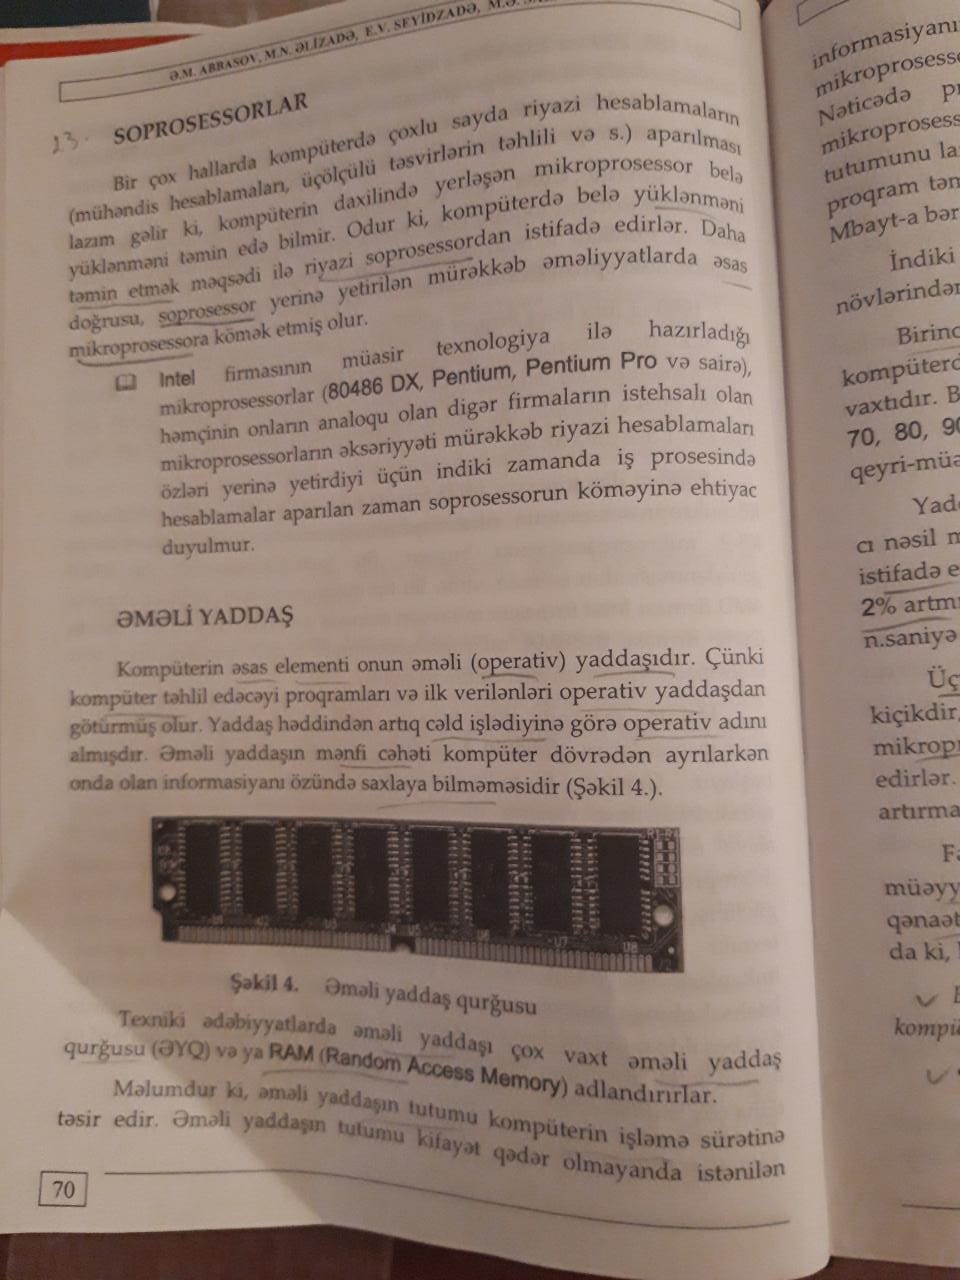 Ə.M. ABBASOV, M.N. ƏLİZADƏ, E.V. SEYİDZADƏ, M.Ə.
23.
SOPROSESSORLAR
Bir çox hallarda kompüterdə çoxlu sayda riyazi hesablamaların
(mühəndis hesablamaları, üçölçülü təsvirlərin təhlili və s.) aparılması
lazım gəlir ki, kompüterin daxilində yerləşən mikroprosessor belə
yüklənməni təmin edə bilmir. Odur ki, kompüterdə belə yüklənməni
təmin etmək məqsədi ilə riyazi soprosessordan istifadə edirlər. Daha
doğrusu, soprosessor yerinə yetirilən mürəkkəb əməliyyatlarda əsas
mikroprosessora kömək etmiş olur.
Intel firmasının müasir texnologiya ilə hazırladığı
mikroprosessorlar (80486 DX, Pentium, Pentium Pro və sairə),
həmçinin onların analoqu olan digər firmaların istehsalı olan
mikroprosessorların əksəriyyəti mürəkkəb riyazi hesablamaları
özləri yerinə yetirdiyi üçün indiki zamanda iş prosesində
hesablamalar aparılan zaman soprosessorun köməyinə ehtiyac
duyulmur.
ƏMƏLİ YADDAŞ
Kompüterin əsas elementi onun əməli (operativ) yaddaşıdır. Çünki
kompüter təhlil edəcəyi proqramları və ilk verilənləri operativ yaddaşdan
götürmüş olur. Yaddaş həddindən artıq cəld işlədiyinə görə operativ adını
almışdır. Əməli yaddaşın mənfi cəhəti kompüter dövrədən ayrılarkən
onda olan informasiyanı özündə saxlaya bilməməsidir (Şəkil 4.).
U7 U8
Şəkil 4. Əməli yaddaş qurğusu
Texniki ədəbiyyatlarda əməli yaddaşı çox vaxt əməli yaddaş
qurğusu (ƏYQ) və ya RAM (Random Access Memory) adlandırırlar.
Məlumdur ki, əməli yaddaşın tutumu kompüterin işləmə sürətinə
təsir edir. Əməli yaddaşın tutumu kifayət qədər olmayanda istənilən
70
informasiyanı
mikroprosess
Nəticədə
mikroprosess
tutumunu
proqram
Mbayt-a
İndiki
növlərindən
Birinc
kompüterd
vaxtıdır. B
70, 80, 90
qeyri-müə
Yadd
cı nəsil m
istifadə e
2% artmı
n.saniyə
Üç
kiçikdir,
mikropr
edirlər.
artırma
Fa
müəyy
qənaət
da ki,
kompü